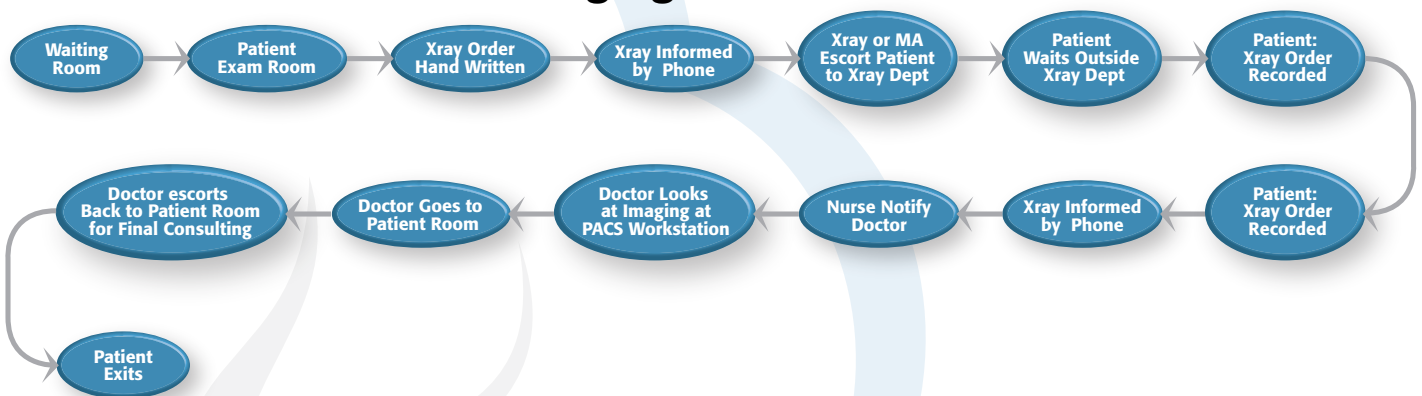 Waiting
Room
Patient
Exam Room
Xray Order
Hand Written
Xray Informed
by Phone
Xray or MA
Escort Patient
to Xray Dept
Patient
Waits Outside
Xray Dept
Patient:
Xray Order
Recorded
Patient:
Xray Order
Recorded
Xray Informed
by Phone
Nurse Notify
Doctor
Doctor Looks
at Imaging at
PACS Workstation
Doctor Goes to
Patient Room
Doctor escorts
Back to Patient Room
for Final Consulting
Patient
Exits